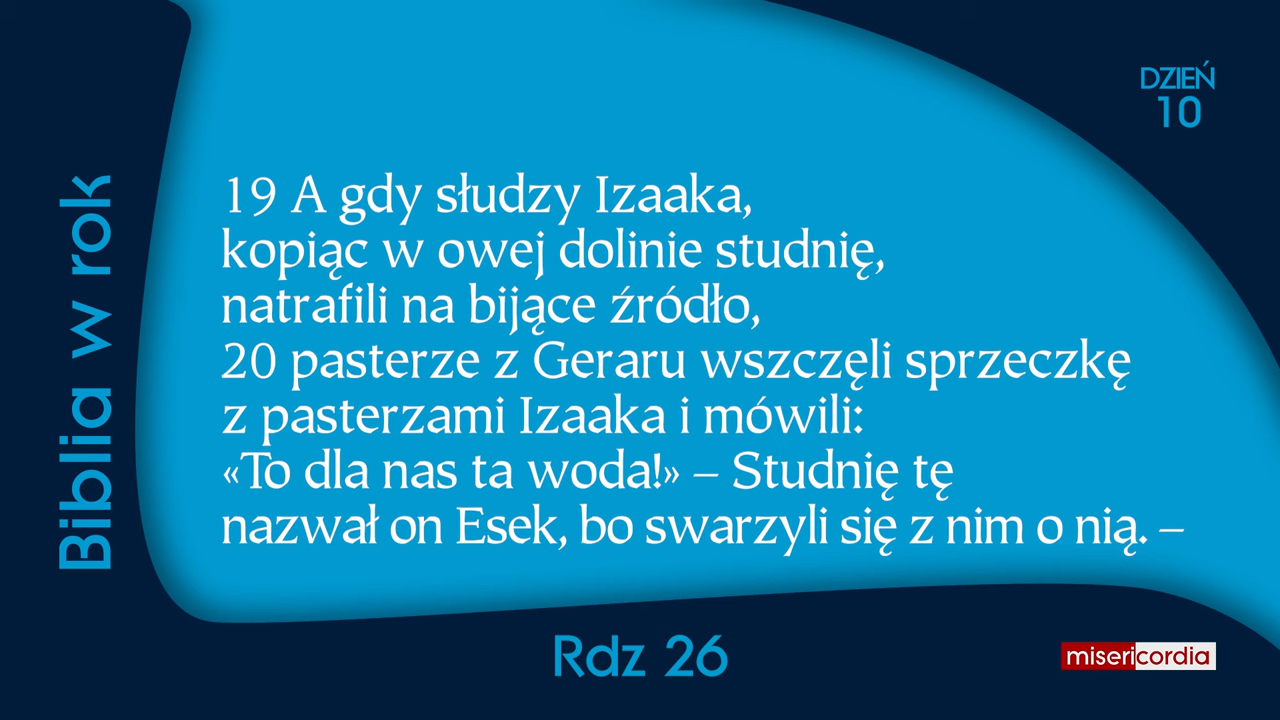 DZIEŃ
10
Biblia w rok
19 A gdy słudzy Izaaka,
kopiąc w owej dolinie studnię,
natrafili na bijące źródło,
20 pasterze z Geraru wszczęli sprzeczkę
z pasterzami Izaaka i mówili:
«To dla nas ta woda!» – Studnię tę
nazwał on Esek, bo swarzyli się z nim o nią. –
Rdz 26
misericordia